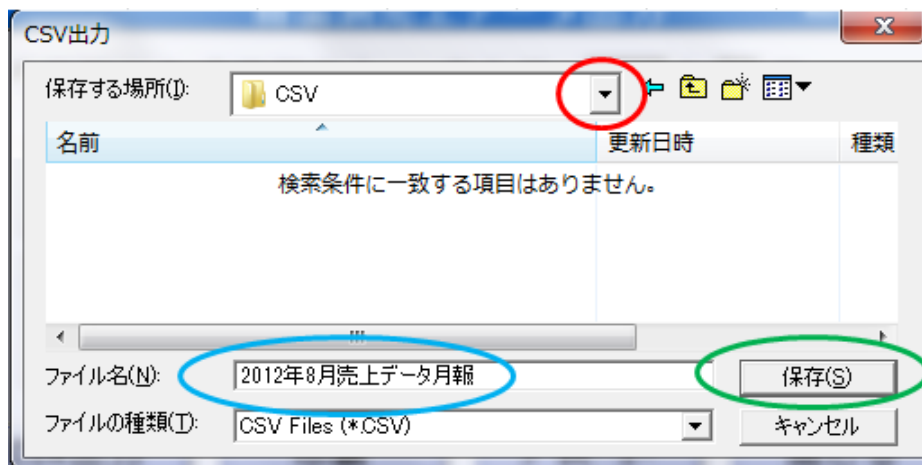 CSV出力
保存する場所(I): CSV
名前 更新日時 種類
検索条件に一致する項目はありません。
ファイル名(N): 2012年8月売上データ月報 保存(S)
ファイルの種類(T): CSV Files (*.CSV) キャンセル